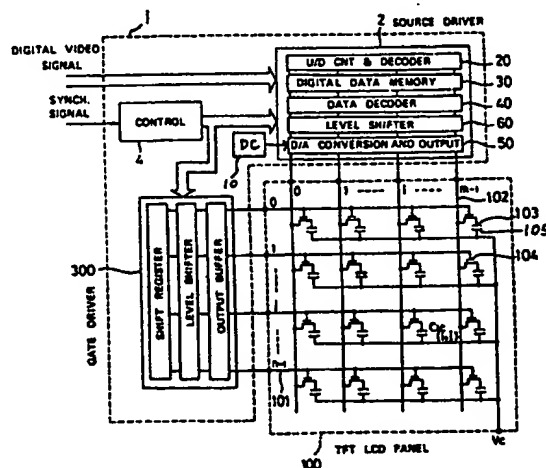 1
2 SOURCE DRIVER
DIGITAL VIDEO SIGNAL
U/D CNT & DECODER 20
DIGITAL DATA MEMORY 30
SYNCH. SIGNAL
DATA DECODER 40
CONTROL
LEVEL SHIFTER 60
4
DC
D/A CONVERSION AND OUTPUT 50
10
0 1 i m-1
102
0
103
105
300
SHIFT REGISTER
LEVEL SHIFTER
OUTPUT BUFFER
GATE DRIVER
1
104
101
TFT LCD PANEL
Vc
100